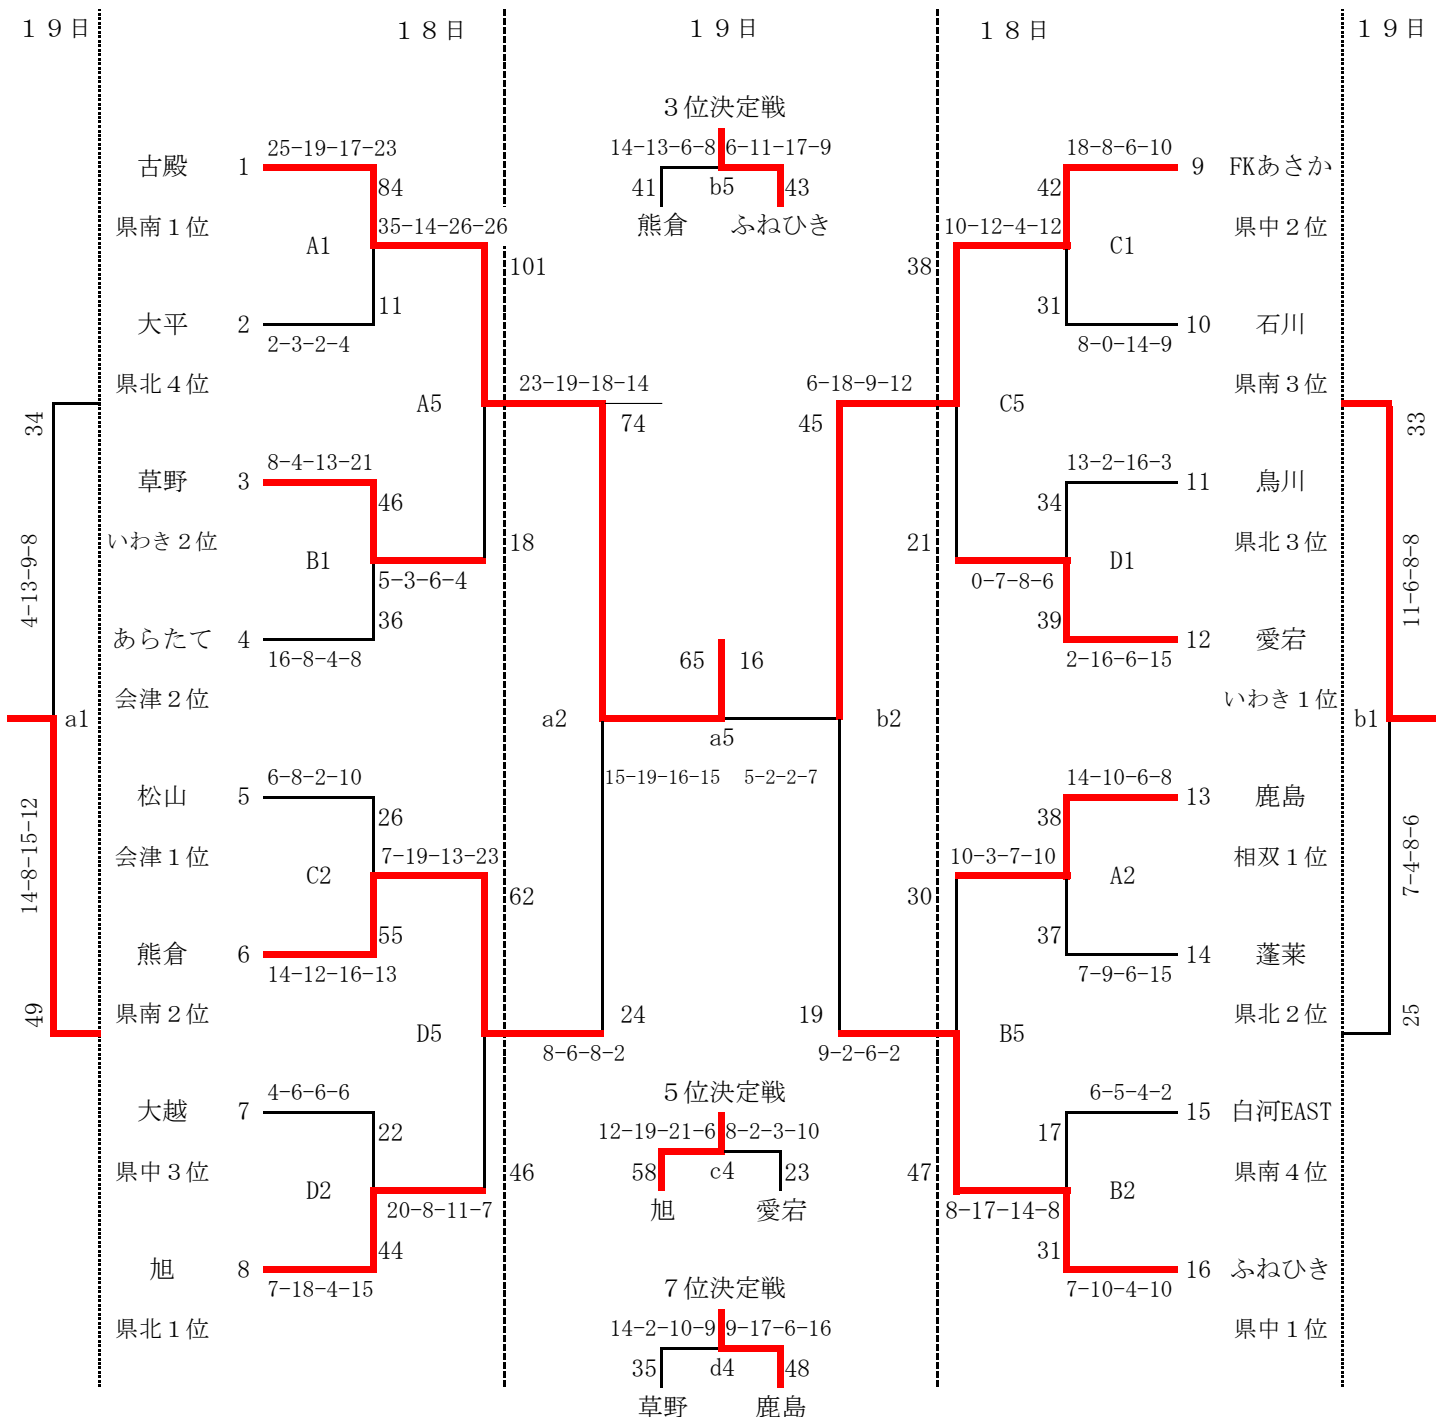 １９日
１８日
１９日
１８日
１９日
３位決定戦
14-13-6-8
6-11-17-9
41
b5
43
熊倉
ふねひき
25-19-17-23
古殿
1
84
県南１位
35-14-26-26
A1
101
11
大平
2
2-3-2-4
県北４位
A5
34
8-4-13-21
草野
3
46
いわき２位
18
B1
5-3-6-4
4-13-9-8
36
あらたて
4
16-8-4-8
会津２位
a1
6-8-2-10
松山
5
26
14-8-15-12
会津１位
7-19-13-23
C2
62
55
熊倉
6
14-12-16-13
県南２位
49
D5
4-6-6-6
大越
7
22
県中３位
46
D2
20-8-11-7
44
旭
8
7-18-4-15
県北１位
23-19-18-14
74
a2
65
16
a5
15-19-16-15
5-2-2-7
24
8-6-8-2
6-18-9-12
45
b2
19
9-2-6-2
５位決定戦
12-19-21-6
8-2-3-10
58
c4
23
旭
愛宕
７位決定戦
14-2-10-9
9-17-6-16
35
d4
48
草野
鹿島
18-8-6-10
42
9
FKあさか
10-12-4-12
県中２位
C1
38
31
10
石川
8-0-14-9
県南３位
C5
33
13-2-16-3
34
11
鳥川
21
県北３位
D1
0-7-8-6
11-6-8-8
39
12
愛宕
2-16-6-15
いわき１位
b1
14-10-6-8
38
13
鹿島
10-3-7-10
相双１位
A2
7-4-8-6
30
37
14
蓬莱
7-9-6-15
県北２位
B5
25
6-5-4-2
17
15
白河EAST
47
県南４位
B2
8-17-14-8
31
16
ふねひき
7-10-4-10
県中１位